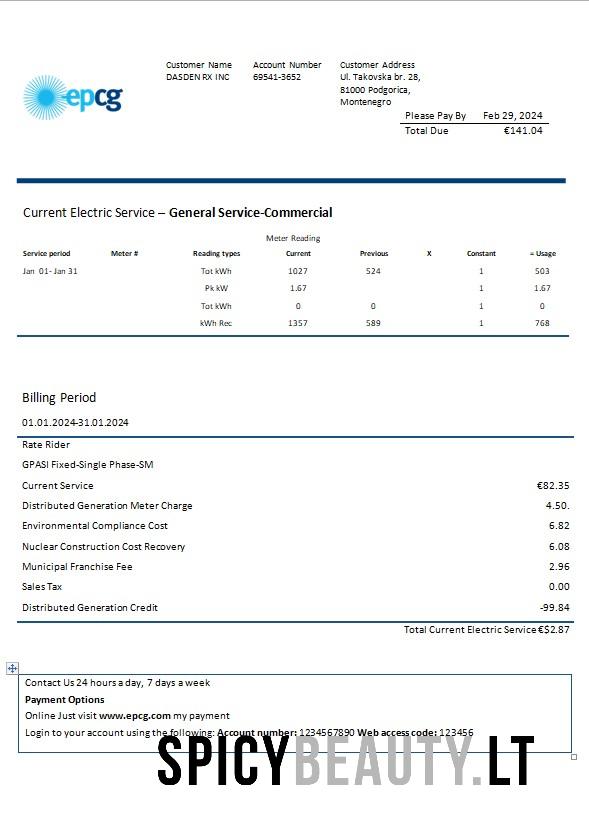 epcg
Customer Name Account Number Customer Address
DASDEN RX INC 69541-3652 Ul. Takovska br. 28,
81000 Podgorica,
Montenegro
Please Pay By Feb 29, 2024
Total Due €141.04
Current Electric Service – General Service-Commercial
Meter Reading
Service period Meter # Reading types Current Previous X Constant = Usage
Jan 01- Jan 31 Tot kWh 1027 524 1 503
Pk kW 1.67 1 1.67
Tot kWh 0 0 1 0
kWh Rec 1357 589 1 768
Billing Period
01.01.2024-31.01.2024
Rate Rider
GPASI Fixed-Single Phase-SM
Current Service €82.35
Distributed Generation Meter Charge 4.50.
Environmental Compliance Cost 6.82
Nuclear Construction Cost Recovery 6.08
Municipal Franchise Fee 2.96
Sales Tax 0.00
Distributed Generation Credit -99.84
Total Current Electric Service €$2.87
Contact Us 24 hours a day, 7 days a week
Payment Options
Online Just visit www.epcg.com my payment
Login to your account using the following: Account number: 1234567890 Web access code: 123456
SPICYBEAUTY.LT